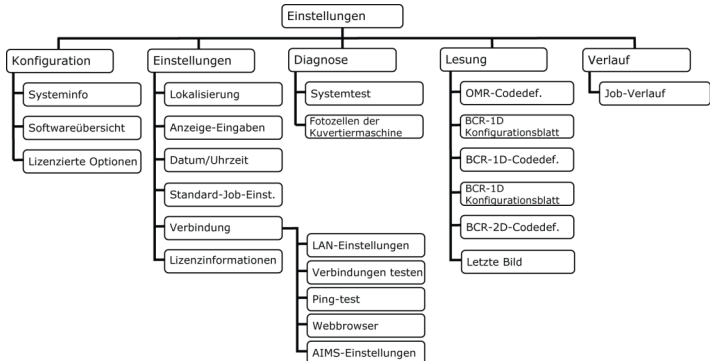 Einstellungen
Konfiguration
Systeminfo
Softwareübersicht
Lizenzierte Optionen
Einstellungen
Lokalisierung
Anzeige-Eingaben
Datum/Uhrzeit
Standard-Job-Einst.
Verbindung
Lizenzinformationen
LAN-Einstellungen
Verbindungen testen
Ping-test
Webbrowser
AIMS-Einstellungen
Diagnose
Systemtest
Fotozellen der
Kuvertiermaschine
Lesung
OMR-Codedef.
BCR-1D
Konfigurationsblatt
BCR-1D-Codedef.
BCR-1D
Konfigurationsblatt
BCR-2D-Codedef.
Letzte Bild
Verlauf
Job-Verlauf